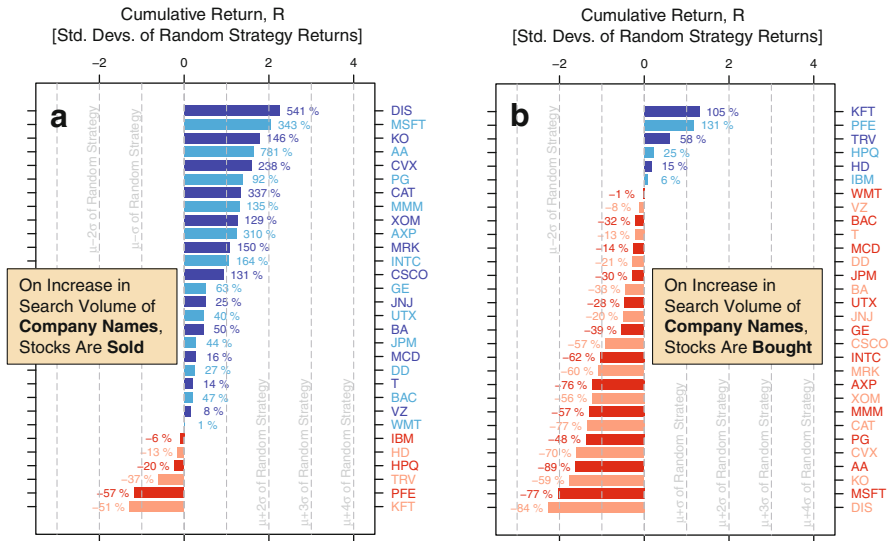 Cumulative Return, R
[Std. Devs. of Random Strategy Returns]
−2 0 2 4
a
μ−2σ of Random Strategy
μ−σ of Random Strategy
541 % DIS
343 % MSFT
146 % KO
781 % AA
238 % CVX
92 % PG
337 % CAT
135 % MMM
129 % XOM
310 % AXP
150 % MRK
164 % INTC
131 % CSCO
63 % GE
25 % JNJ
40 % UTX
50 % BA
44 % JPM
16 % MCD
27 % DD
14 % T
47 % BAC
8 % VZ
1 % WMT
−6 % IBM
−13 % HD
−20 % HPQ
−37 % TRV
−57 % PFE
−51 % KFT
On Increase in
Search Volume of
Company Names,
Stocks Are Sold
μ+2σ of Random Strategy
μ+3σ of Random Strategy
μ+4σ of Random Strategy
Cumulative Return, R
[Std. Devs. of Random Strategy Returns]
−2 0 2 4
b
μ−2σ of Random Strategy
105 % KFT
131 % PFE
58 % TRV
25 % HPQ
15 % HD
6 % IBM
−1 % WMT
−8 % VZ
−32 % BAC
−13 % T
−14 % MCD
−21 % DD
−30 % JPM
−33 % BA
−28 % UTX
−20 % JNJ
−39 % GE
−57 % CSCO
−62 % INTC
−60 % MRK
−76 % AXP
−56 % XOM
−57 % MMM
−77 % CAT
−48 % PG
−70 % CVX
−89 % AA
−59 % KO
−77 % MSFT
−84 % DIS
On Increase in
Search Volume of
Company Names,
Stocks Are Bought
μ+σ of Random Strategy
μ+2σ of Random Strategy
μ+3σ of Random Strategy
μ+4σ of Random Strategy